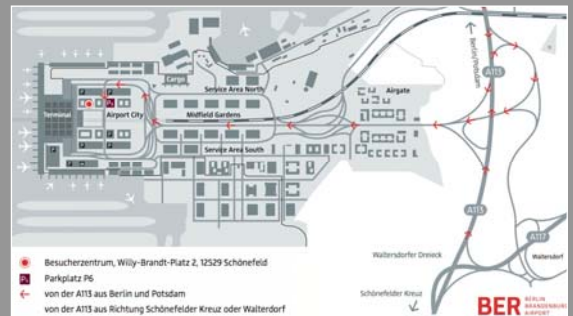 Berlin/Potsdam
A113
Cargo
Service Area North
Airgate
P
P
P6
Terminal
Airport City
Midfield Gardens
Service Area South
P
P
A113
A117
Waltersdorf
Waltersdorfer Dreieck
Schönefelder Kreuz
Besucherzentrum, Willy-Brandt-Platz 2, 12529 Schönefeld
Parkplatz P6
von der A113 aus Berlin und Potsdam
von der A113 aus Richtung Schönefelder Kreuz oder Walterdorf
BER BERLIN
BRANDENBURG
AIRPORT